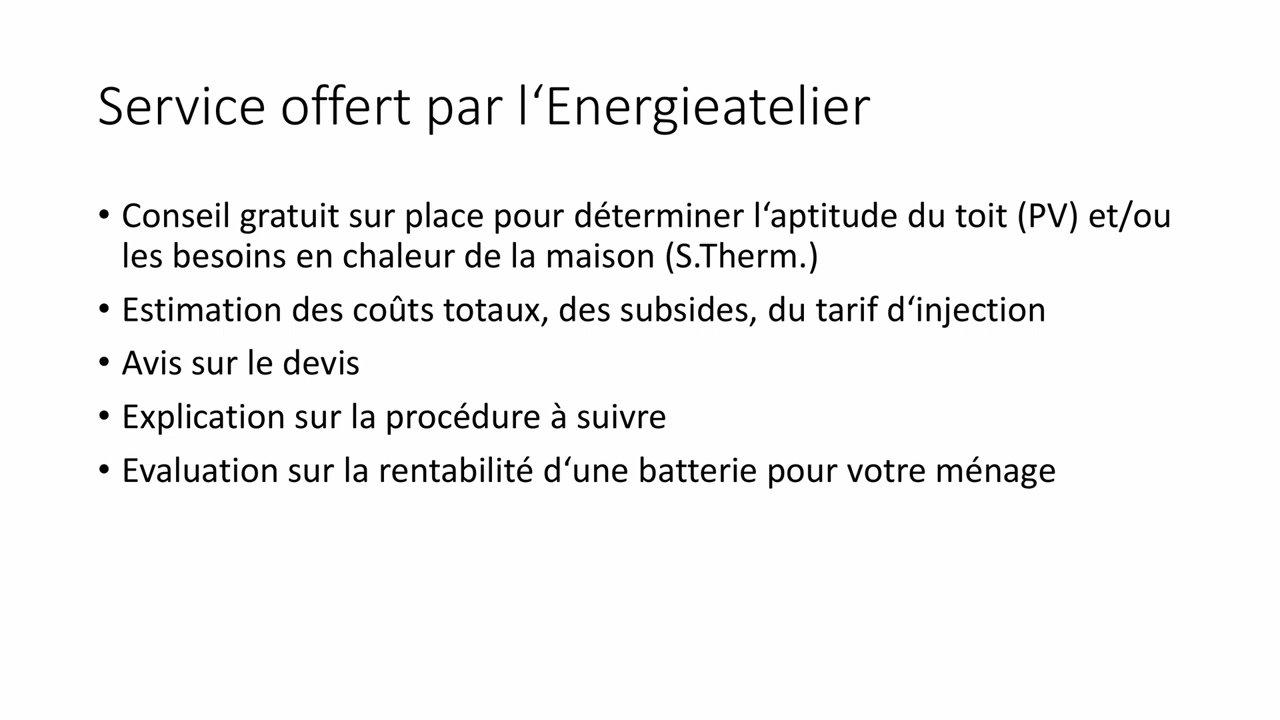 Service offert par l‘Energieatelier
• Conseil gratuit sur place pour déterminer l‘aptitude du toit (PV) et/ou
les besoins en chaleur de la maison (S.Therm.)
• Estimation des coûts totaux, des subsides, du tarif d‘injection
• Avis sur le devis
• Explication sur la procédure à suivre
• Evaluation sur la rentabilité d‘une batterie pour votre ménage